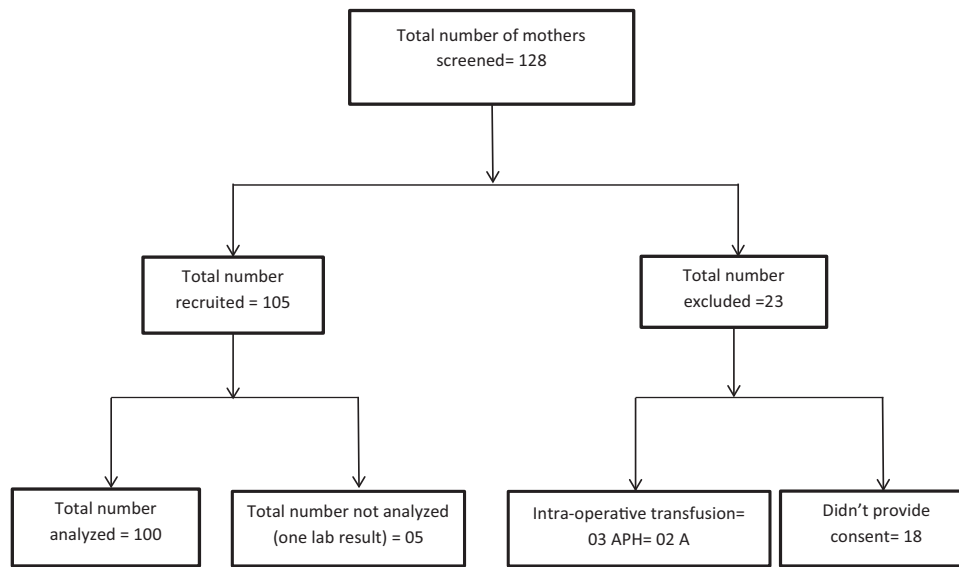 Total number of mothers
screened= 128
Total number
recruited = 105
Total number
excluded =23
Total number
analyzed = 100
Total number not analyzed
(one lab result) = 05
Intra-operative transfusion=
03 APH= 02 A
Didn’t provide
consent= 18